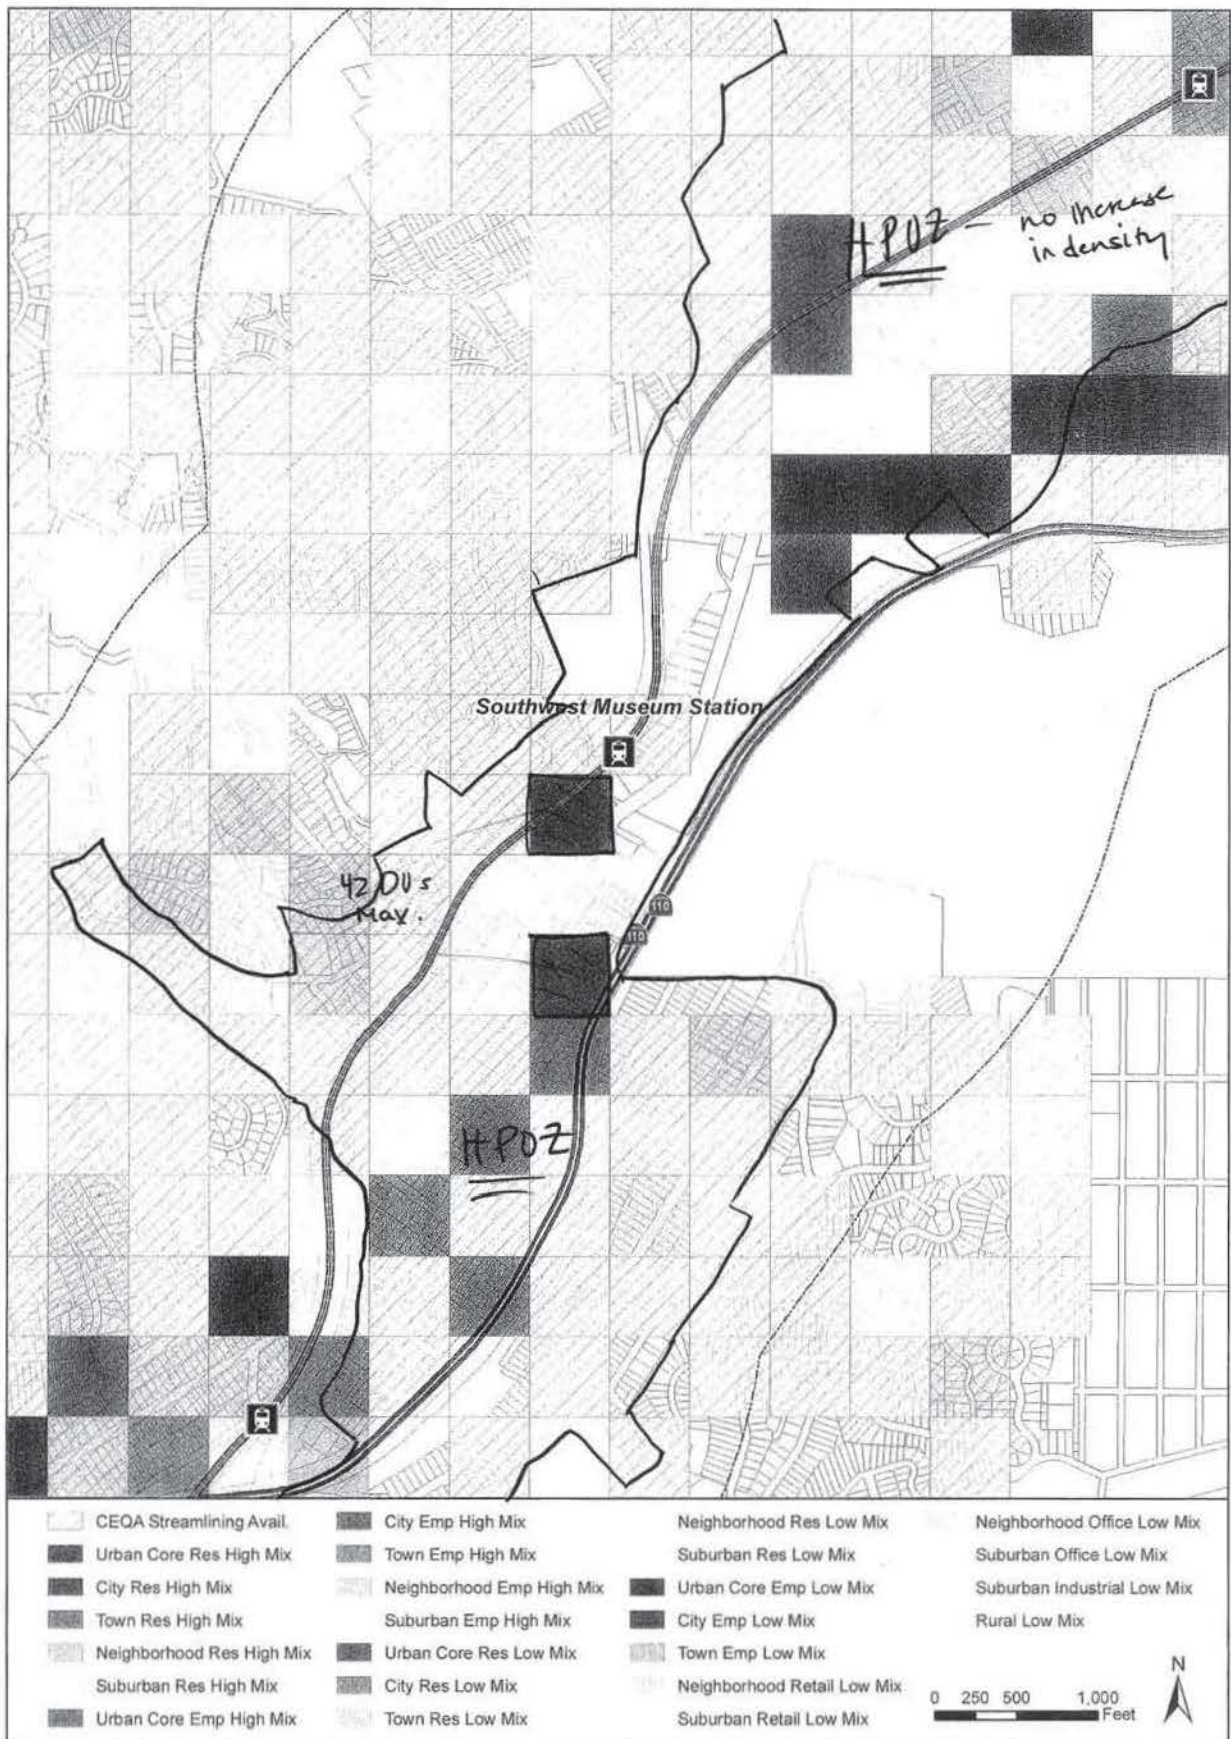 HPOZ - no increase
in density
Southwest Museum Station
42 DUs
Max.
110
110
HPOZ
CEQA Streamlining Avail.
Urban Core Res High Mix
City Res High Mix
Town Res High Mix
Neighborhood Res High Mix
Suburban Res High Mix
Urban Core Emp High Mix
City Emp High Mix
Town Emp High Mix
Neighborhood Emp High Mix
Suburban Emp High Mix
Urban Core Res Low Mix
City Res Low Mix
Town Res Low Mix
Neighborhood Res Low Mix
Suburban Res Low Mix
Urban Core Emp Low Mix
City Emp Low Mix
Town Emp Low Mix
Neighborhood Retail Low Mix
Suburban Retail Low Mix
Neighborhood Office Low Mix
Suburban Office Low Mix
Suburban Industrial Low Mix
Rural Low Mix
N
0 250 500 1,000
Feet